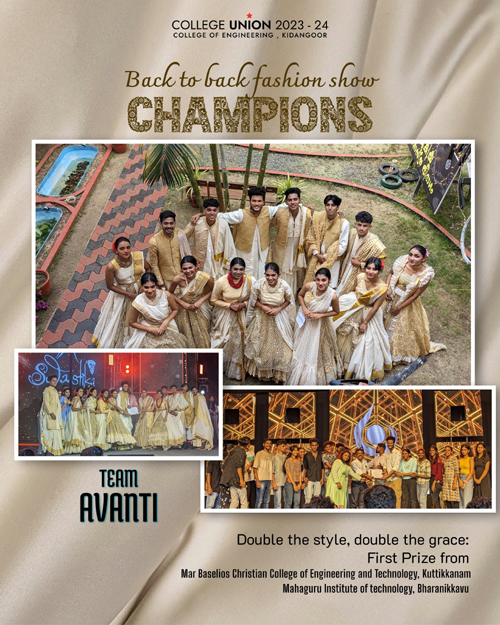 COLLEGE UNION 2023 - 24
COLLEGE OF ENGINEERING , KIDANGOOR
Back to back fashion show
CHAMPIONS
TEAM
AVANTI
Double the style, double the grace:
First Prize from
Mar Baselios Christian College of Engineering and Technology, Kuttikkanam
Mahaguru Institute of technology, Bharanikkavu